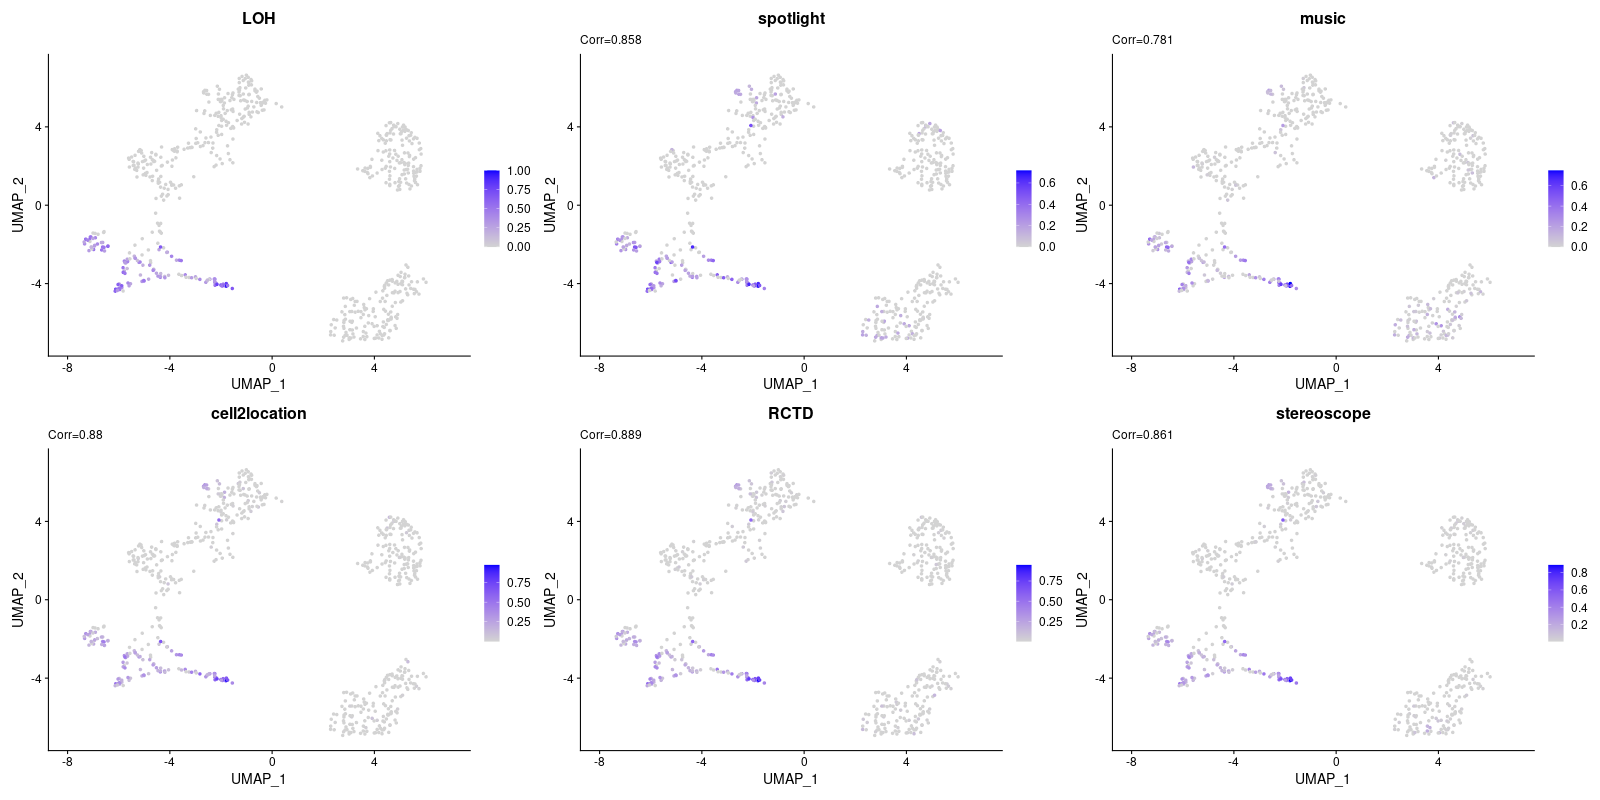 LOH
UMAP_2
4
0
-4
-8
-4
0
4
UMAP_1
1.00
0.75
0.50
0.25
0.00
spotlight
Corr=0.858
UMAP_2
4
0
-4
-8
-4
0
4
UMAP_1
0.6
0.4
0.2
0.0
music
Corr=0.781
UMAP_2
4
0
-4
-8
-4
0
4
UMAP_1
0.6
0.4
0.2
0.0
cell2location
Corr=0.88
UMAP_2
4
0
-4
-8
-4
0
4
UMAP_1
0.75
0.50
0.25
RCTD
Corr=0.889
UMAP_2
4
0
-4
-8
-4
0
4
UMAP_1
0.75
0.50
0.25
stereoscope
Corr=0.861
UMAP_2
4
0
-4
-8
-4
0
4
UMAP_1
0.8
0.6
0.4
0.2